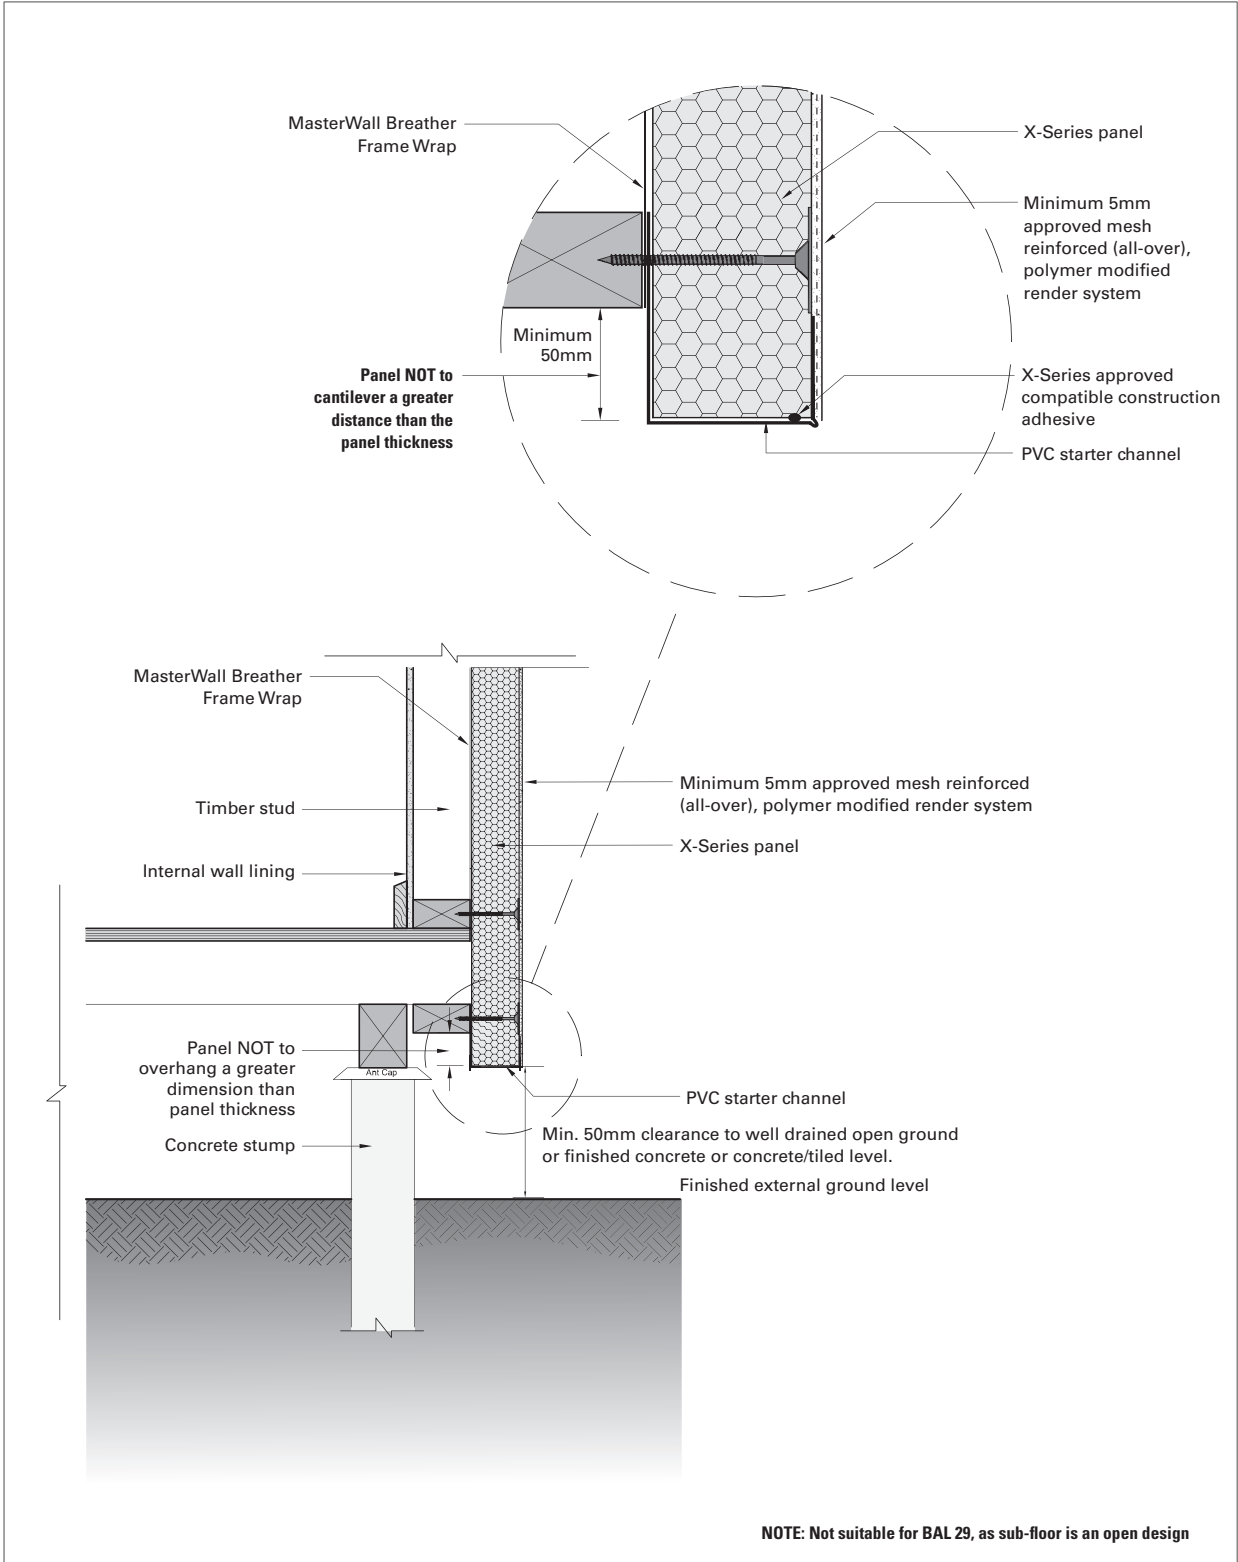 MasterWall Breather
Frame Wrap
X-Series panel
Minimum 5mm
approved mesh
reinforced (all-over),
polymer modified
render system
Minimum
50mm
Panel NOT to
cantilever a greater
distance than the
panel thickness
X-Series approved
compatible construction
adhesive
PVC starter channel
MasterWall Breather
Frame Wrap
Timber stud
Internal wall lining
Minimum 5mm approved mesh reinforced
(all-over), polymer modified render system
X-Series panel
Panel NOT to
overhang a greater
dimension than
panel thickness
Ant Cap
Concrete stump
PVC starter channel
Min. 50mm clearance to well drained open ground
or finished concrete or concrete/tiled level.
Finished external ground level
NOTE: Not suitable for BAL 29, as sub-floor is an open design